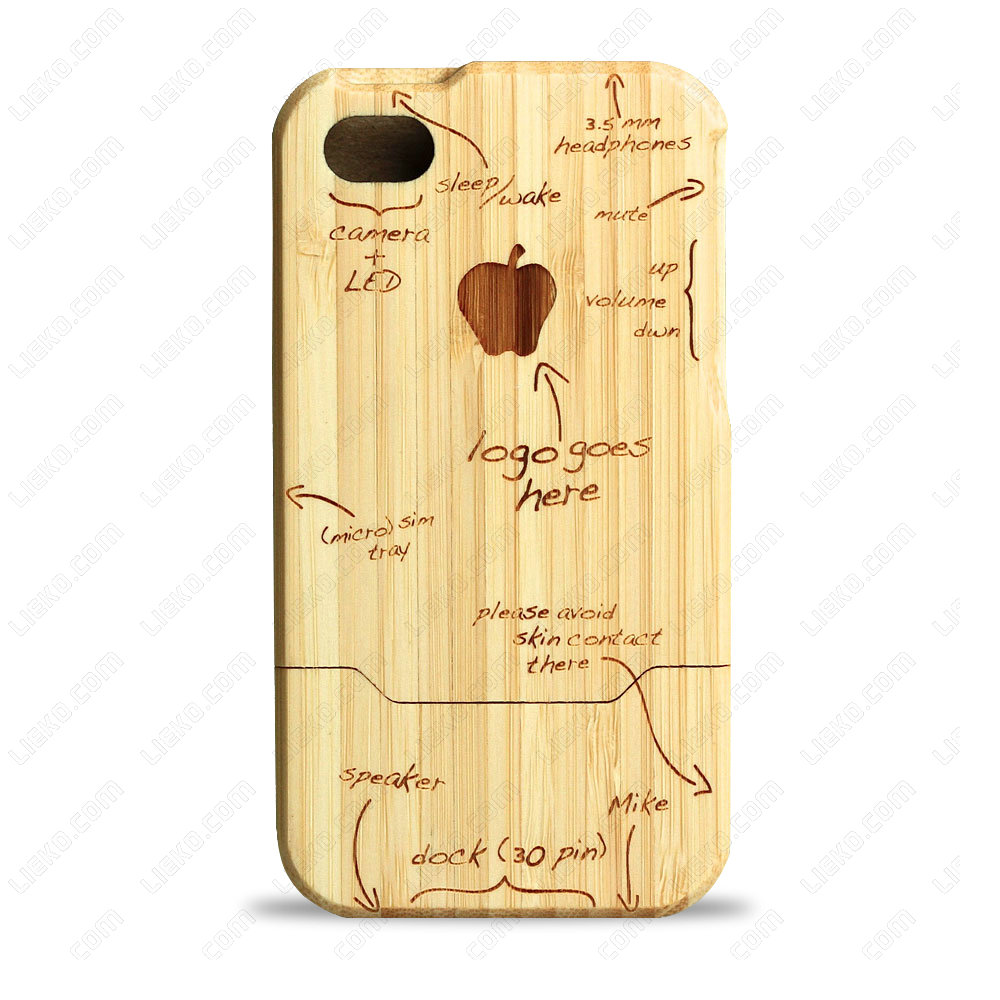 3.5 mm
headphones
sleep/wake
mute
camera
+
LED
up
volume
dwn
logo goes
here
(micro) sim
tray
please avoid
skin contact
there
speaker
Mike
dock (30 pin)
LIEKO.COM